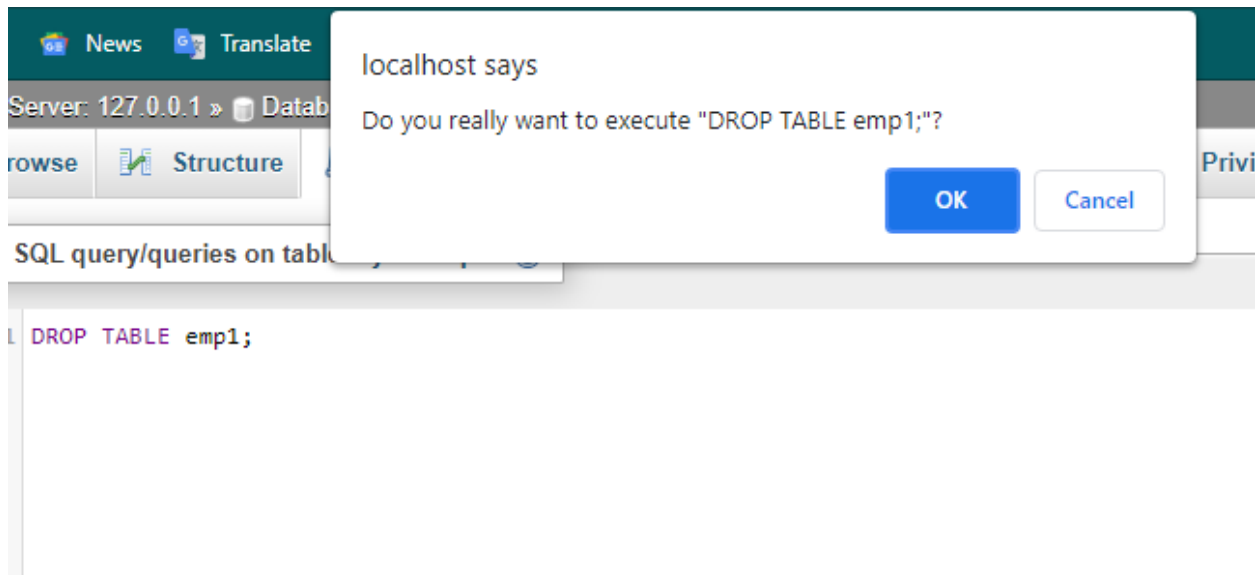 News Translate
localhost says
Server: 127.0.0.1 » Datab
Do you really want to execute "DROP TABLE emp1;"?
rowse Structure Privi
OK Cancel
SQL query/queries on tabl
1 DROP TABLE emp1;